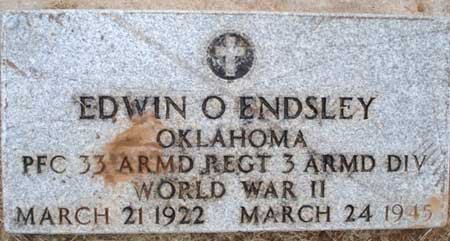 EDWIN O ENDSLEY
OKLAHOMA
PFC 33 ARMD REGT 3 ARMD DIV
WORLD WAR II
MARCH 21 1922 MARCH 24 1945